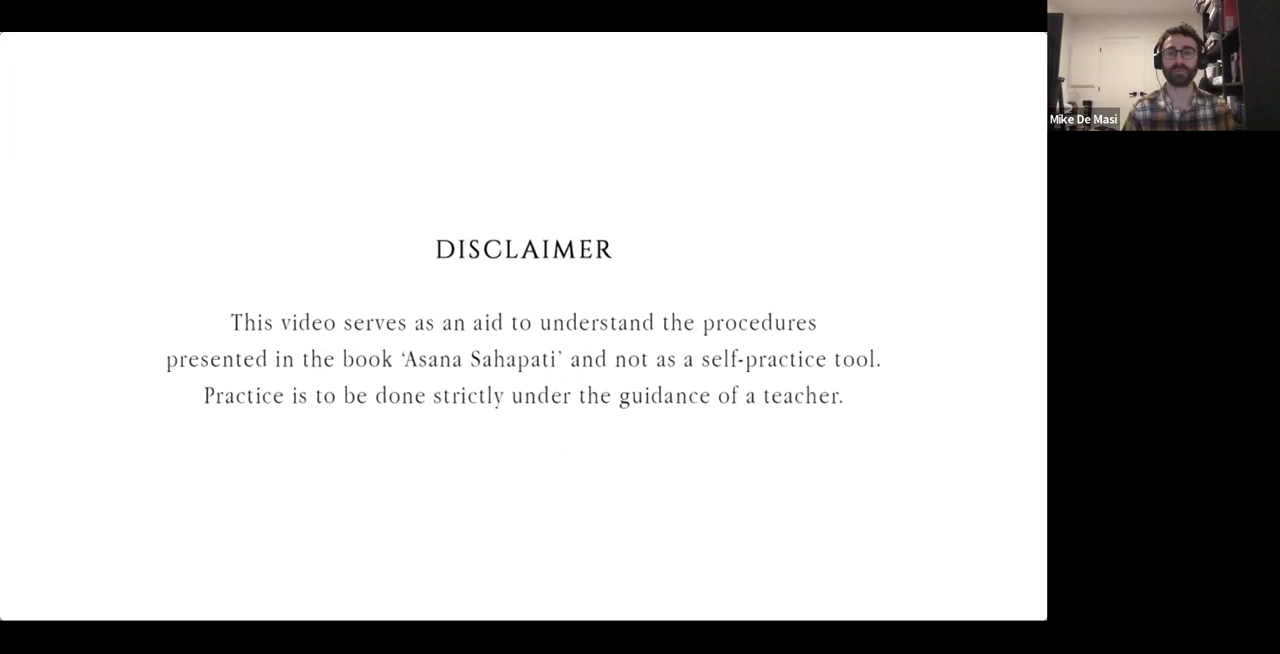 DISCLAIMER
This video serves as an aid to understand the procedures
presented in the book ‘Asana Sahapati’ and not as a self-practice tool.
Practice is to be done strictly under the guidance of a teacher.
Mike De Masi